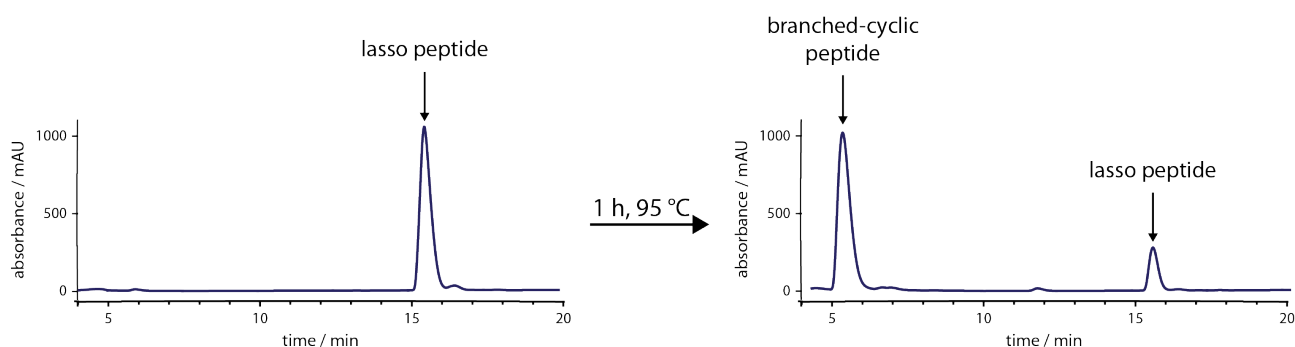 lasso peptide
absorbance / mAU
1000
500
0
5
10
15
20
time / min
1 h, 95 °C
branched-cyclic
peptide
lasso peptide
absorbance / mAU
1000
500
0
5
10
15
20
time / min